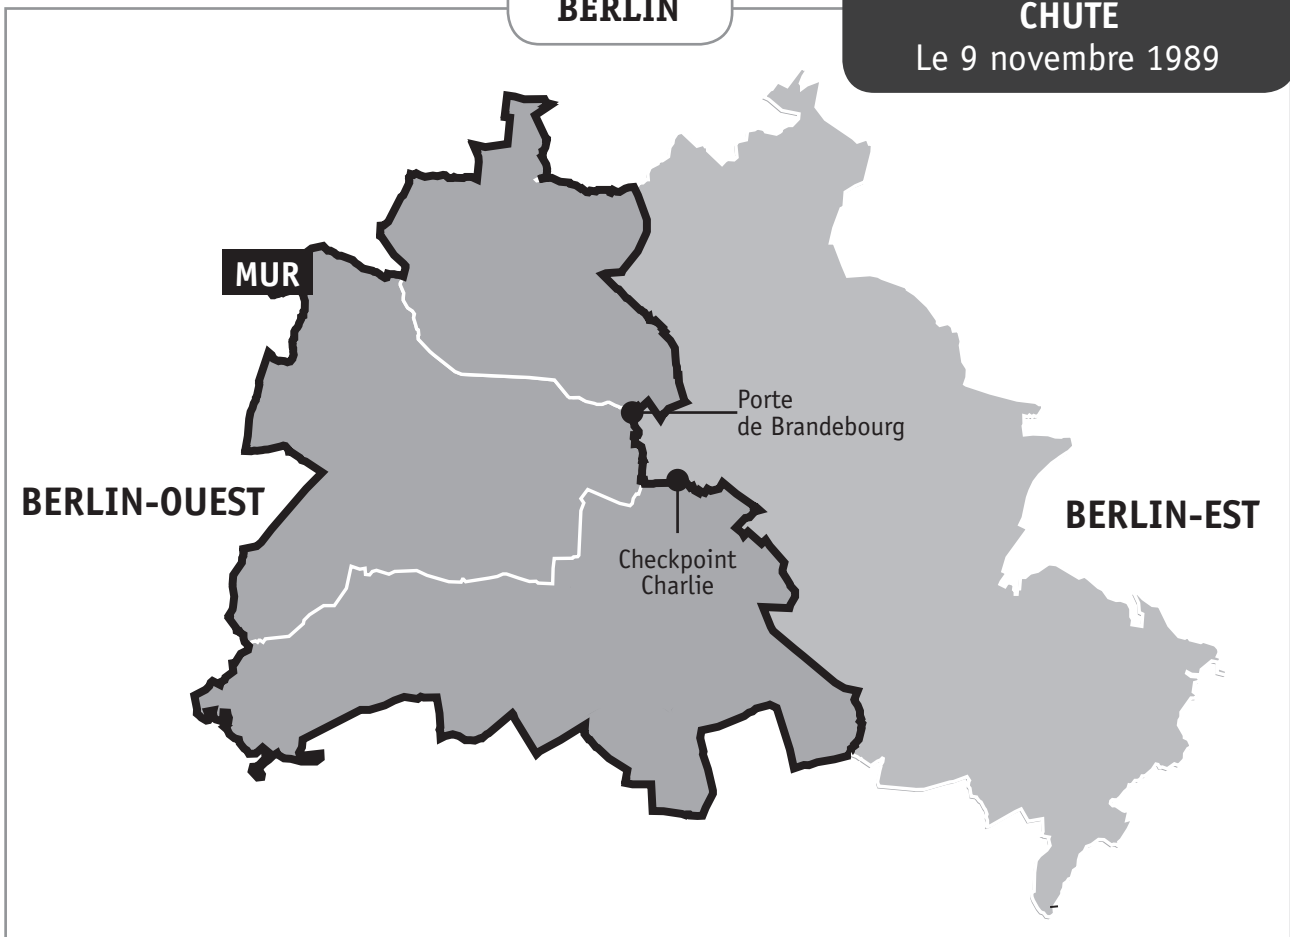 BERLIN
CHUTE
Le 9 novembre 1989
MUR
Porte
de Brandebourg
BERLIN-OUEST
BERLIN-EST
Checkpoint
Charlie